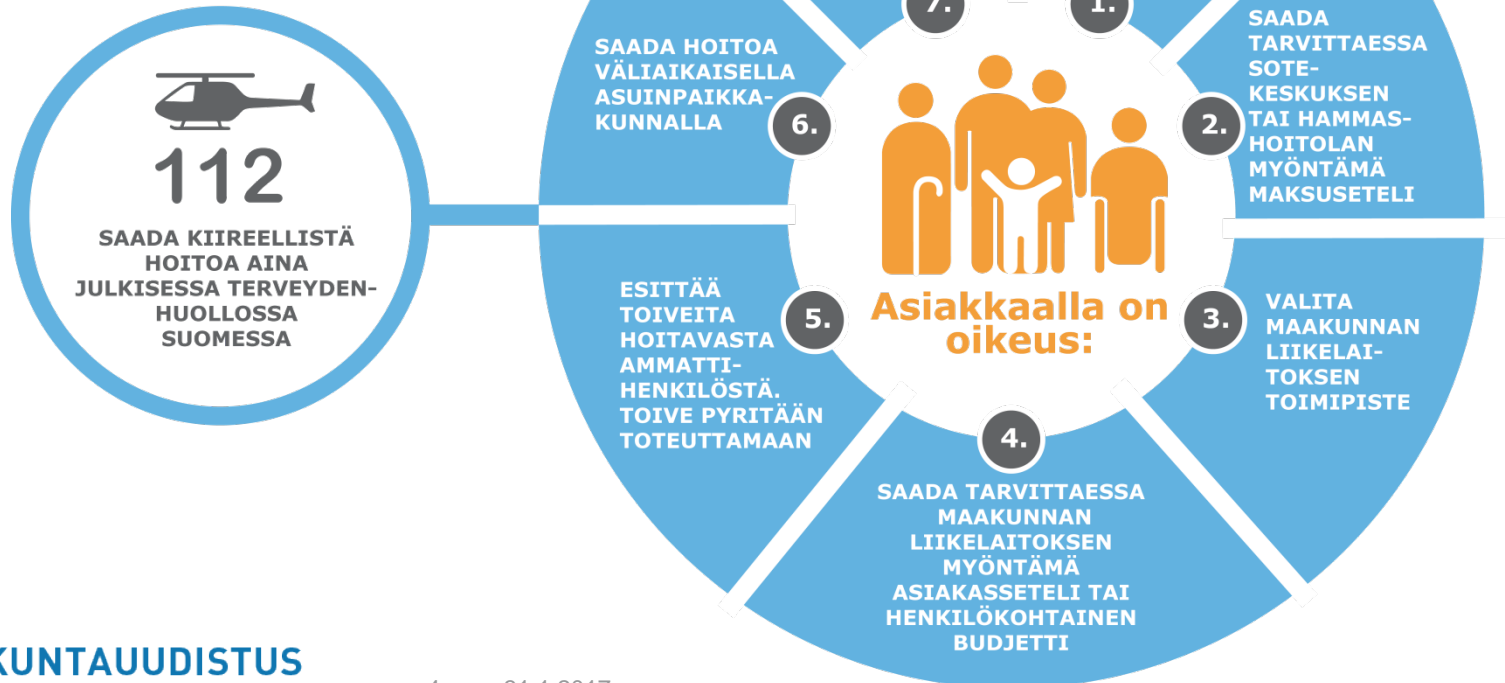 112
SAADA KIIREELLISTÄ
HOITOA AINA
JULKISESSA TERVEYDEN-
HUOLLOSSA
SUOMESSA
Asiakkaalla on
oikeus:
7.
1.
2.
SAADA
TARVITTAESSA
SOTE-
KESKUKSEN
TAI HAMMAS-
HOITOLAN
MYÖNTÄMÄ
MAKSUSETELI
3.
VALITA
MAAKUNNAN
LIIKELAI-
TOKSEN
TOIMIPISTE
4.
SAADA TARVITTAESSA
MAAKUNNAN
LIIKELAITOKSEN
MYÖNTÄMÄ
ASIAKASSETELI TAI
HENKILÖKOHTAINEN
BUDJETTI
5.
ESITTÄÄ
TOIVEITA
HOITAVASTA
AMMATTI-
HENKILÖSTÄ.
TOIVE PYRITÄÄN
TOTEUTTAMAAN
6.
SAADA HOITOA
VÄLIAIKAISELLA
ASUINPAIKKA-
KUNNALLA
KUNTAUUDISTUS